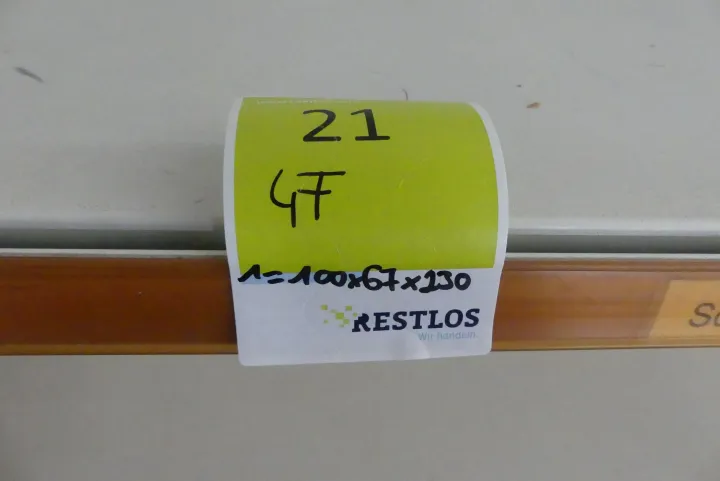 21
4F
1=100x67x230
RESTLOS
Wir handeln.